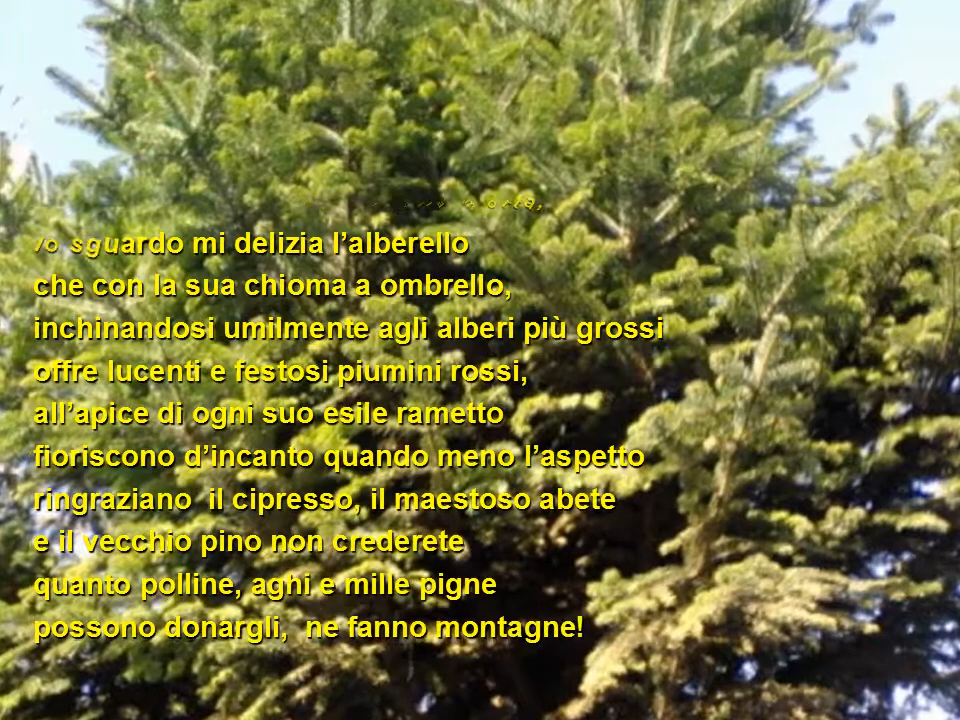 lo sguardo mi delizia l’alberello
che con la sua chioma a ombrello,
inchinandosi umilmente agli alberi più grossi
offre lucenti e festosi piumini rossi,
all’apice di ogni suo esile rametto
fioriscono d’incanto quando meno l’aspetto
ringraziano il cipresso, il maestoso abete
e il vecchio pino non crederete
quanto polline, aghi e mille pigne
possono donargli, ne fanno montagne!